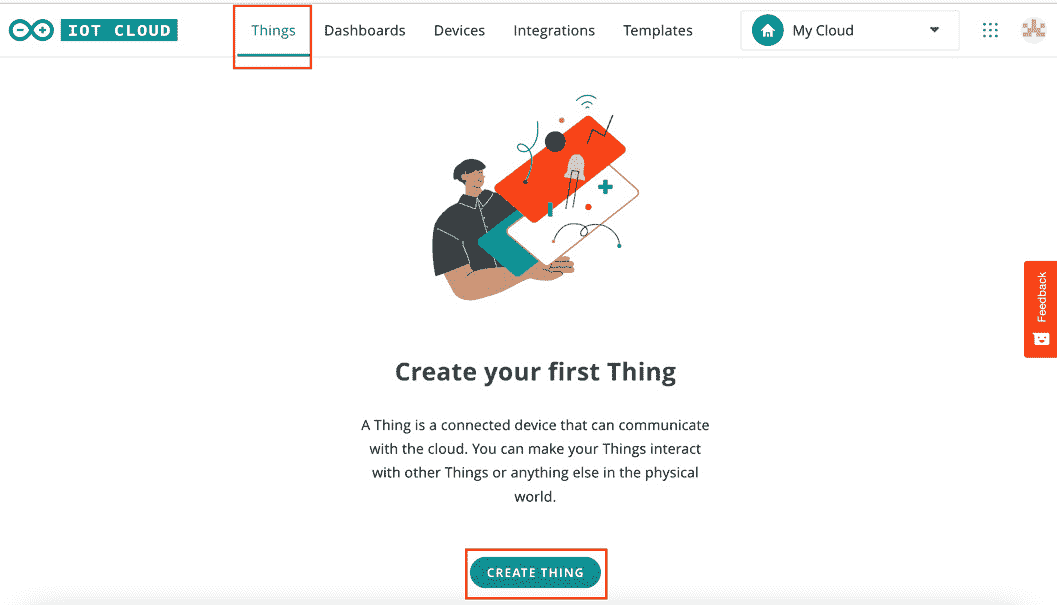 IOT CLOUD
Things Dashboards Devices Integrations Templates
My Cloud
Feedback
Create your first Thing
A Thing is a connected device that can communicate
with the cloud. You can make your Things interact
with other Things or anything else in the physical
world.
CREATE THING